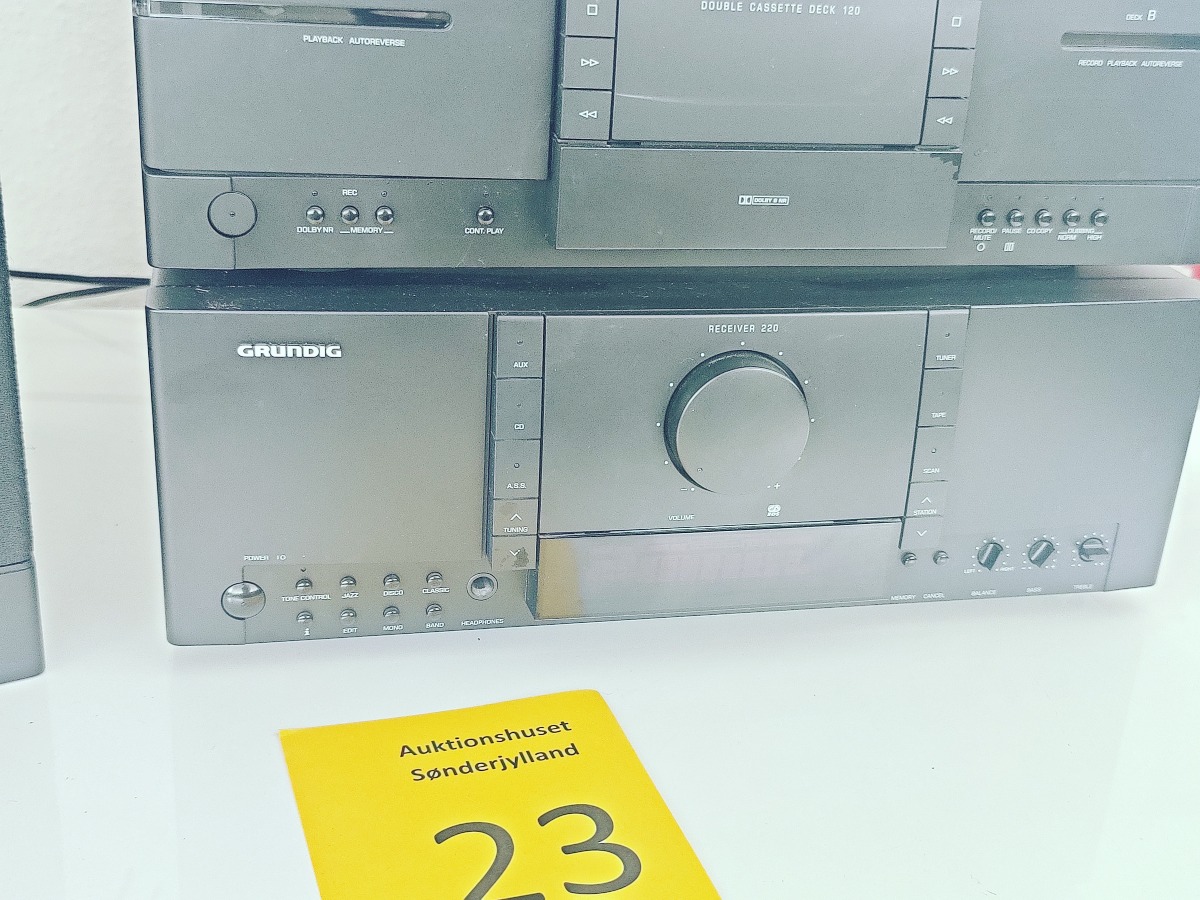 DOUBLE CASSETTE DECK 120
PLAYBACK AUTOREVERSE
DECK B
RECORD PLAYBACK AUTOREVERSE
REC
DOLBY NR MEMORY
CONT. PLAY
DOLBY B NR
RECORD/ MUTE
PAUSE
CD COPY
DUBBING
NORM HIGH
GRUNDIG
RECEIVER 220
AUX
CD
A.S.S.
TUNING
TUNER
TAPE
SCAN
STATION
VOLUME
- +
RDS
POWER
TONE CONTROL JAZZ DISCO CLASSIC
i EDIT MONO BAND
HEADPHONES
MEMORY CANCEL
LEFT RIGHT
BALANCE
BASS
TREBLE
Auktionshuset
Sønderjylland
23